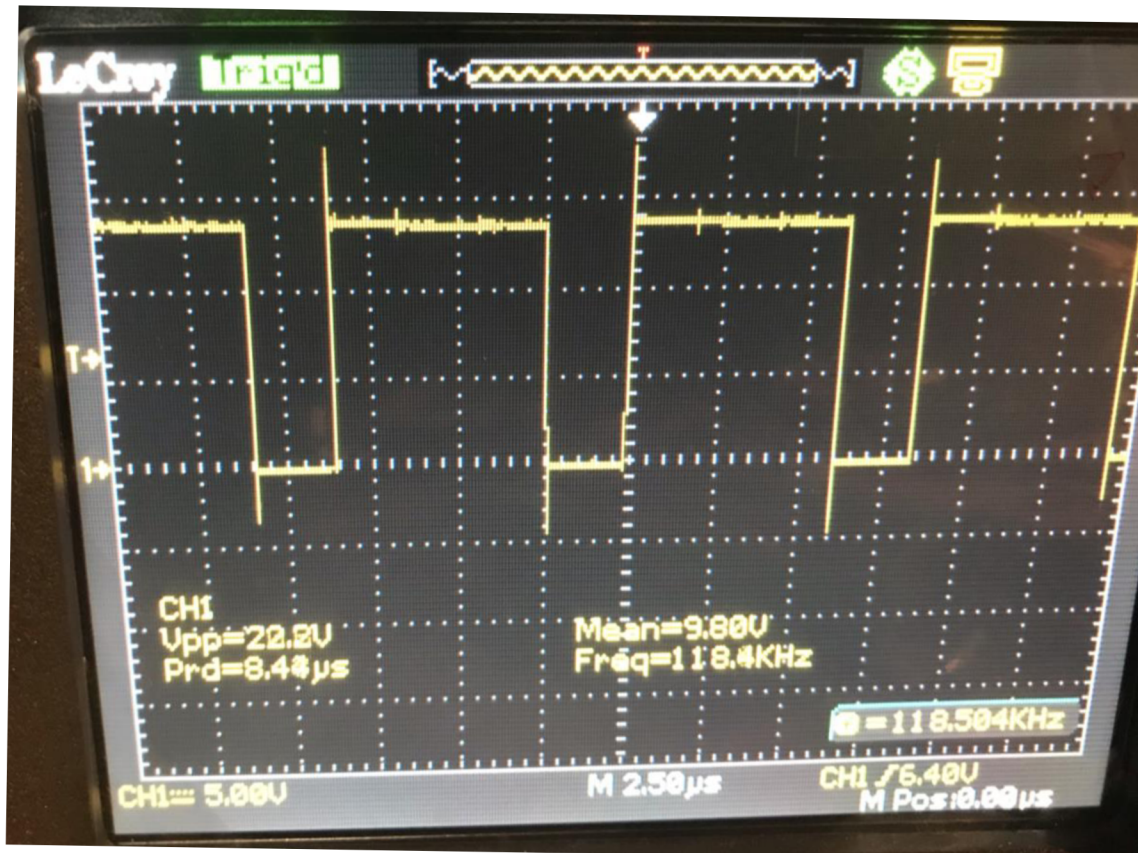 LeCroy Trig'd
T
T
1
CH1
Vpp=22.2V Mean=9.80V
Prd=8.44µs Freq=118.4KHz
=118.504KHz
CH1 5.00V M 2.50µs CH1 6.40V
M Pos:0.00µs